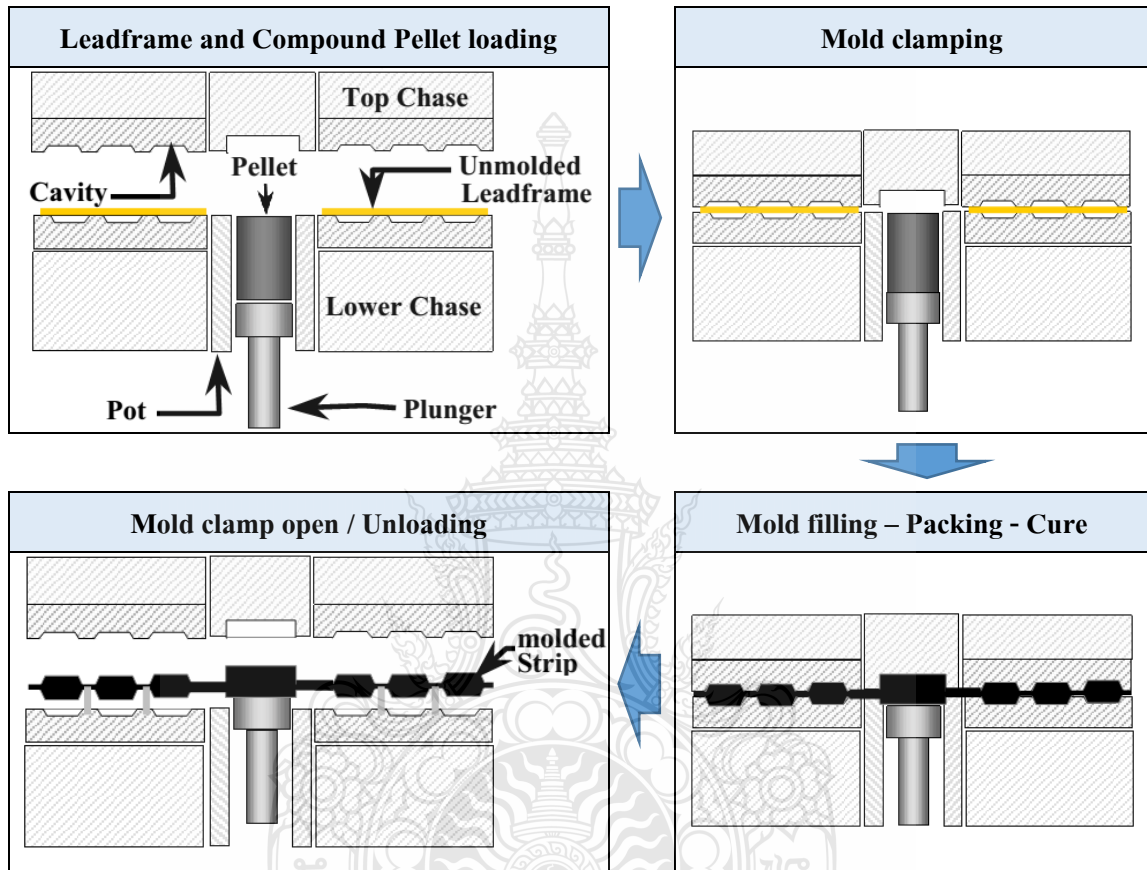 Leadframe and Compound Pellet loading
Top Chase
Pellet
Unmolded
Leadframe
Cavity
Lower Chase
Pot
Plunger
Mold clamping
Mold clamp open / Unloading
molded
Strip
Mold filling – Packing - Cure